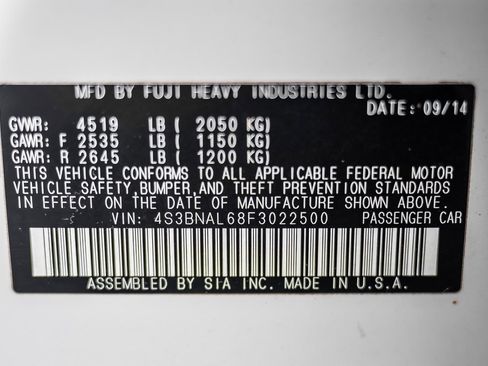 MFD BY FUJI HEAVY INDUSTRIES LTD.
DATE: 09/14
GVWR: 4519 LB ( 2050 KG)
GAWR: F 2535 LB ( 1150 KG)
GAWR: R 2645 LB ( 1200 KG)
THIS VEHICLE CONFORMS TO ALL APPLICABLE FEDERAL MOTOR
VEHICLE SAFETY, BUMPER, AND THEFT PREVENTION STANDARDS
IN EFFECT ON THE DATE OF MANUFACTURE SHOWN ABOVE.
VIN: 4S3BNAL68F3022500 PASSENGER CAR
ASSEMBLED BY SIA INC. MADE IN U.S.A.